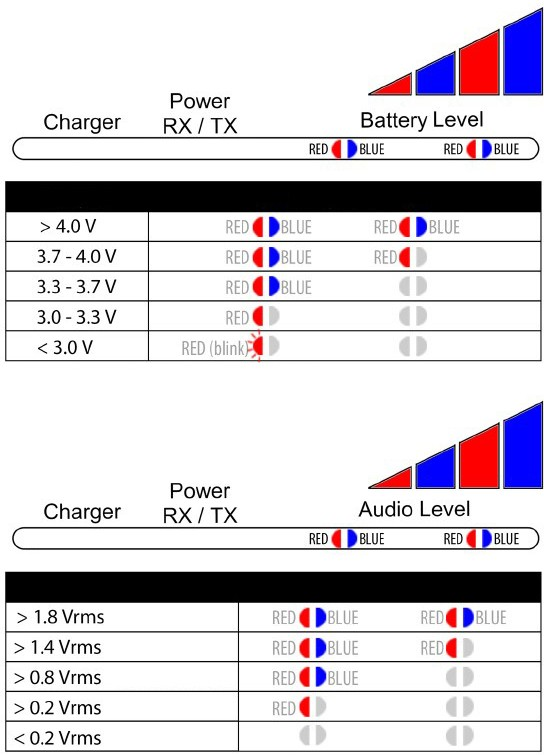 Power
Charger RX / TX Battery Level
RED BLUE RED BLUE
> 4.0 V RED BLUE RED BLUE
3.7 - 4.0 V RED BLUE RED
3.3 - 3.7 V RED BLUE
3.0 - 3.3 V RED
< 3.0 V RED (blink)
Power
Charger RX / TX Audio Level
RED BLUE RED BLUE
> 1.8 Vrms RED BLUE RED BLUE
> 1.4 Vrms RED BLUE RED
> 0.8 Vrms RED BLUE
> 0.2 Vrms RED
< 0.2 Vrms